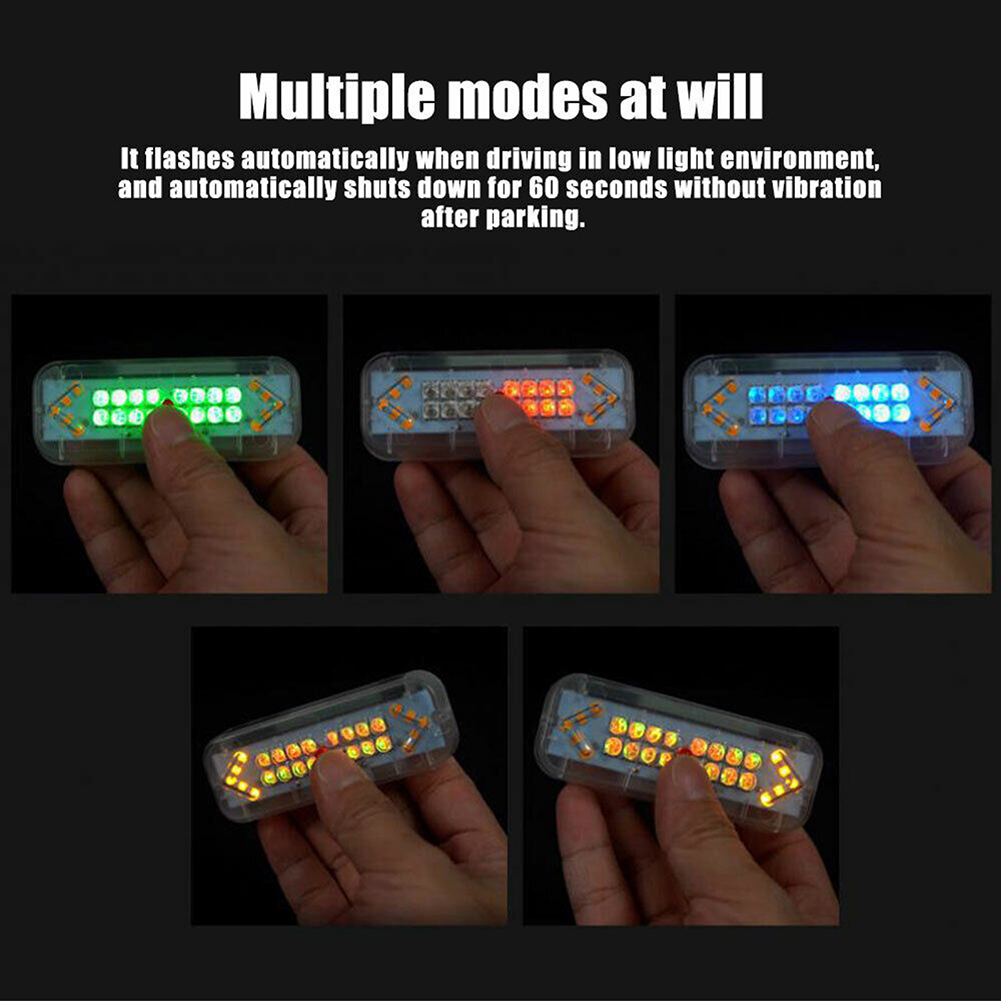 Multiple modes at will
It flashes automatically when driving in low light environment,
and automatically shuts down for 60 seconds without vibration
after parking.